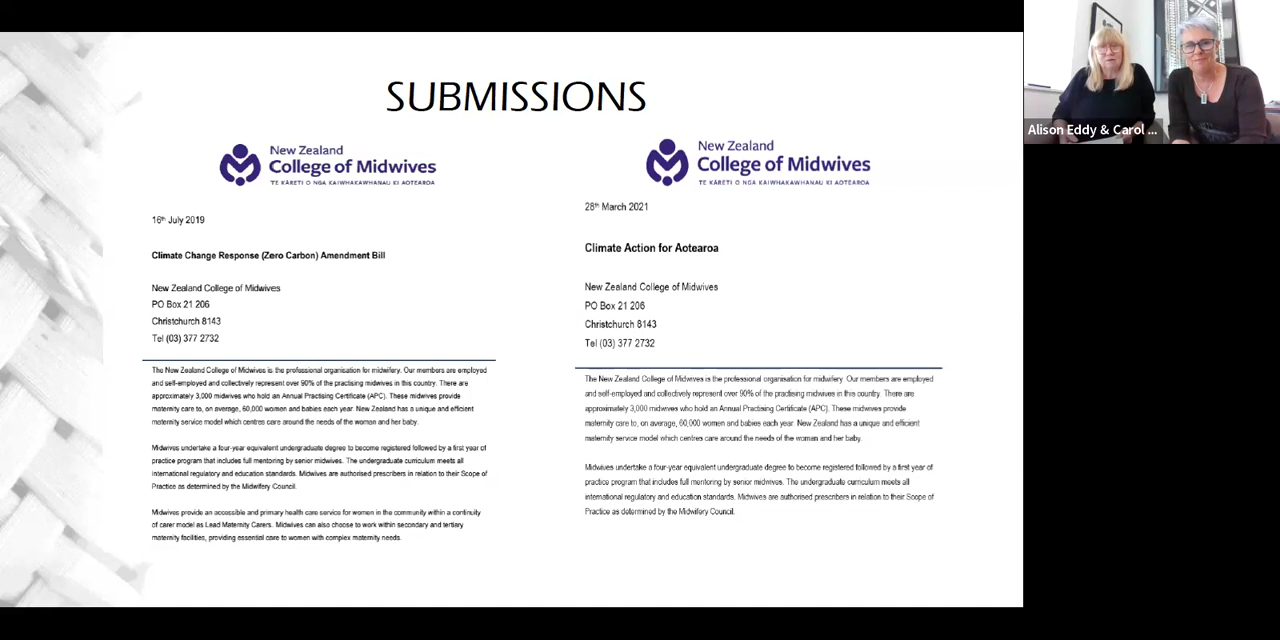 SUBMISSIONS
New Zealand
College of Midwives
TE KĀRETI O NGA KAIWHAKAWHANAU KI AOTEAROA
16th July 2019
Climate Change Response (Zero Carbon) Amendment Bill
New Zealand College of Midwives
PO Box 21 206
Christchurch 8143
Tel (03) 377 2732
The New Zealand College of Midwives is the professional organisation for midwifery. Our members are employed
and self-employed and collectively represent over 90% of the practising midwives in this country. There are
approximately 3,000 midwives who hold an Annual Practising Certificate (APC). These midwives provide
maternity care to, on average, 60,000 women and babies each year. New Zealand has a unique and efficient
maternity service model which centres care around the needs of the woman and her baby.
Midwives undertake a four-year equivalent undergraduate degree to become registered followed by a first year of
practice program that includes full mentoring by senior midwives. The undergraduate curriculum meets all
international regulatory and education standards. Midwives are authorised prescribers in relation to their Scope of
Practice as determined by the Midwifery Council.
Midwives provide an accessible and primary health care service for women in the community within a continuity
of carer model as Lead Maternity Carers. Midwives can also choose to work within secondary and tertiary
maternity facilities, providing essential care to women with complex maternity needs.
New Zealand
College of Midwives
TE KĀRETI O NGA KAIWHAKAWHANAU KI AOTEAROA
28th March 2021
Climate Action for Aotearoa
New Zealand College of Midwives
PO Box 21 206
Christchurch 8143
Tel (03) 377 2732
The New Zealand College of Midwives is the professional organisation for midwifery. Our members are employed
and self-employed and collectively represent over 90% of the practising midwives in this country. There are
approximately 3,000 midwives who hold an Annual Practising Certificate (APC). These midwives provide
maternity care to, on average, 60,000 women and babies each year. New Zealand has a unique and efficient
maternity service model which centres care around the needs of the woman and her baby.
Midwives undertake a four-year equivalent undergraduate degree to become registered followed by a first year of
practice program that includes full mentoring by senior midwives. The undergraduate curriculum meets all
international regulatory and education standards. Midwives are authorised prescribers in relation to their Scope of
Practice as determined by the Midwifery Council.
Alison Eddy & Carol ...